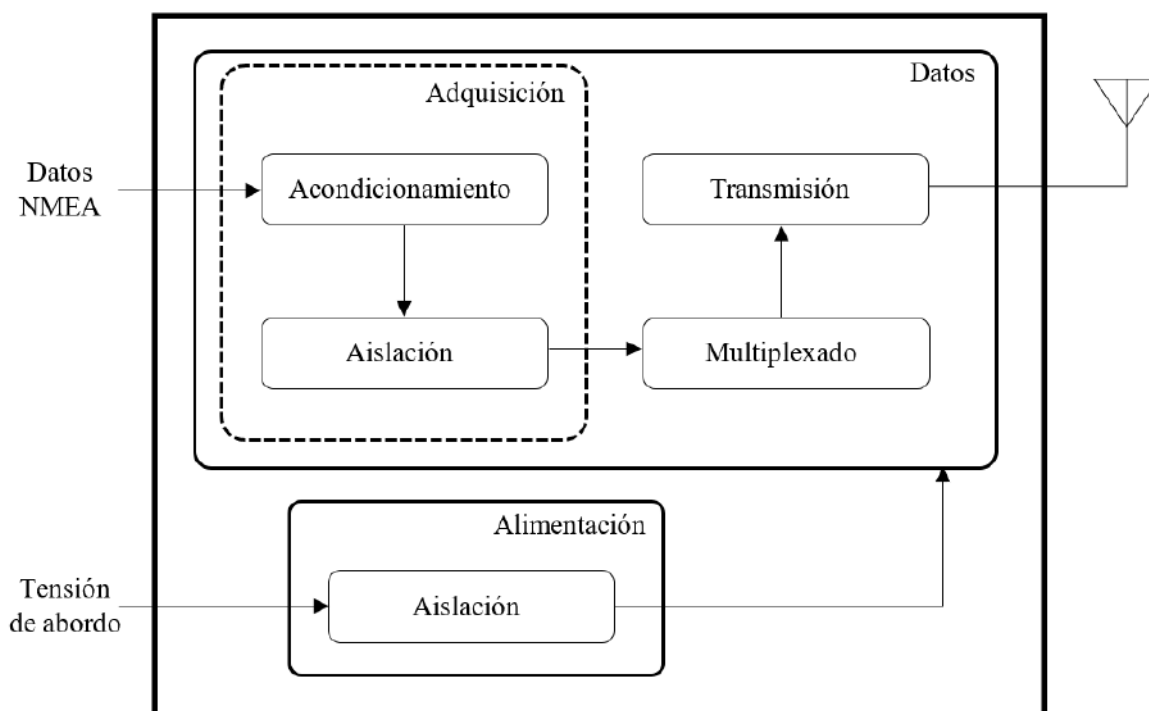 Datos
Adquisición
Datos
NMEA
Acondicionamiento
Transmisión
Aislación
Multiplexado
Alimentación
Tensión
de abordo
Aislación